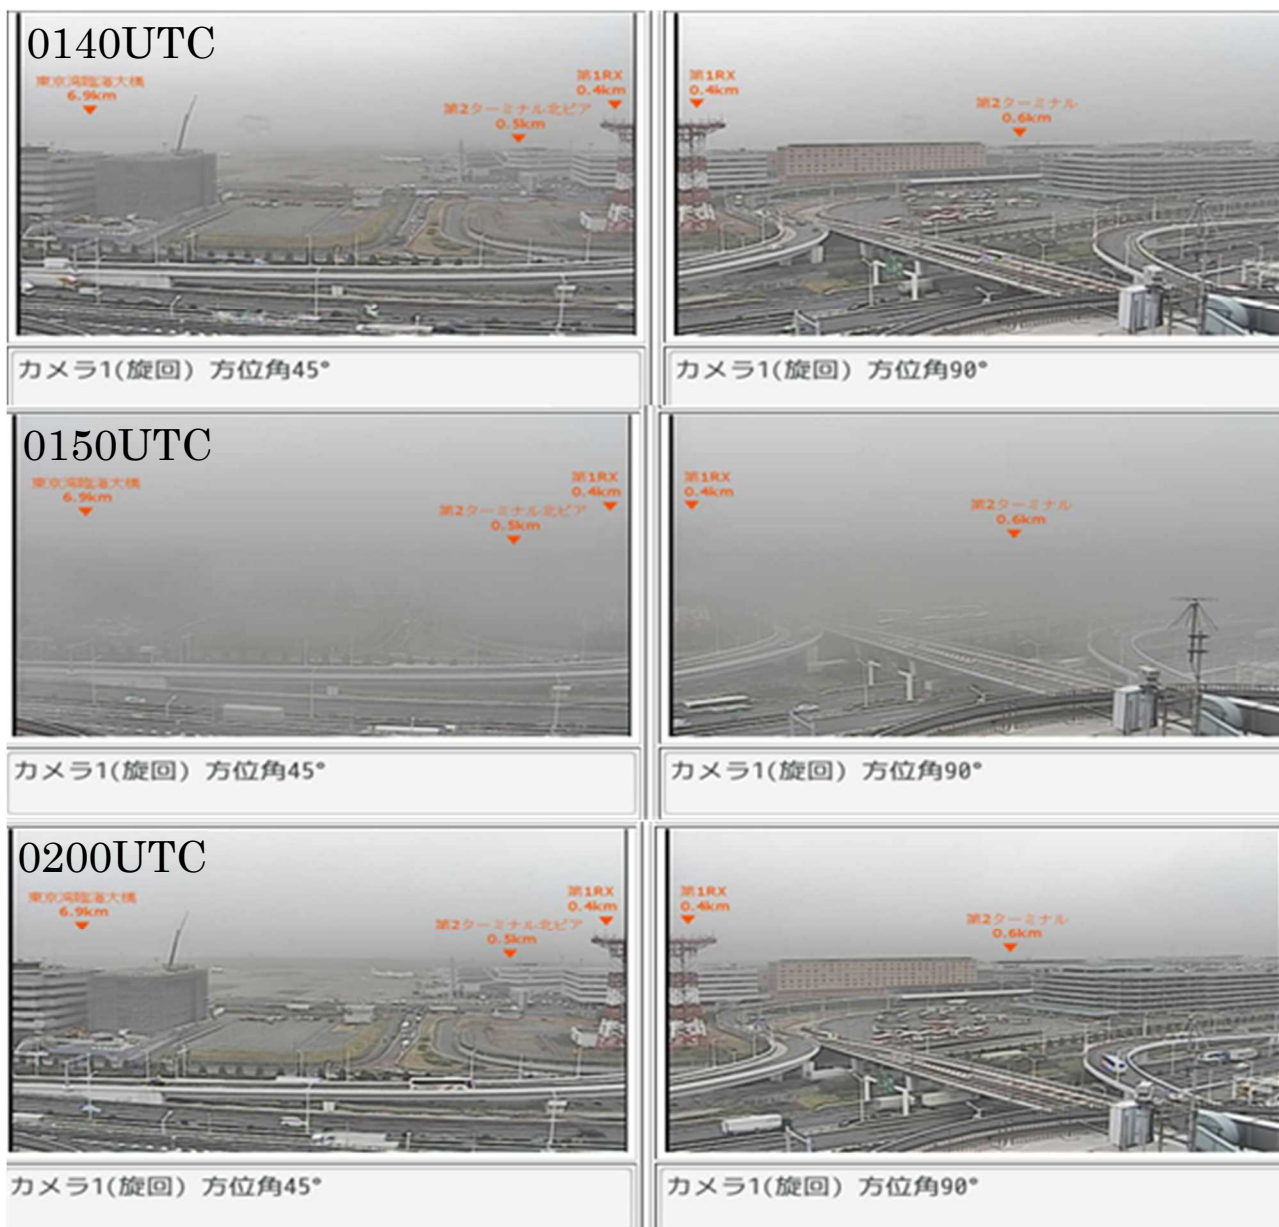 0140UTC
東京湾臨海大橋
6.9km
第2ターミナル北ピア
0.5km
第1RX
0.4km
第1RX
0.4km
第2ターミナル
0.6km
カメラ1(旋回) 方位角45°
カメラ1(旋回) 方位角90°
0150UTC
東京湾臨海大橋
6.9km
第2ターミナル北ピア
0.5km
第1RX
0.4km
第1RX
0.4km
第2ターミナル
0.6km
カメラ1(旋回) 方位角45°
カメラ1(旋回) 方位角90°
0200UTC
東京湾臨海大橋
6.9km
第2ターミナル北ピア
0.5km
第1RX
0.4km
第1RX
0.4km
第2ターミナル
0.6km
カメラ1(旋回) 方位角45°
カメラ1(旋回) 方位角90°